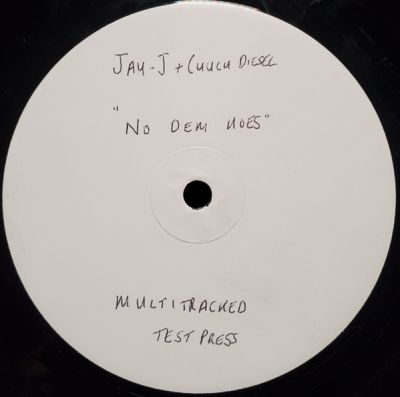 JAY-J + CHUCK DIESEL
"NO DEM HOES"
MULTITRACKED
TEST PRESS